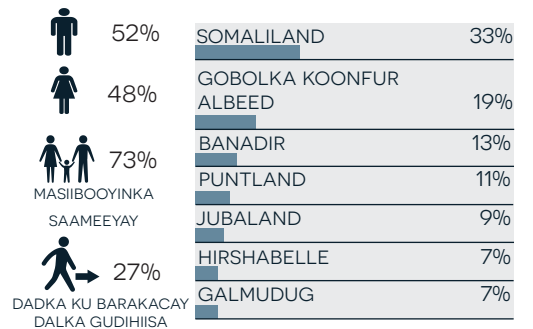 52%
48%
73%
MASIIBOOYINKA
SAAMEEYAY
27%
DADKA KU BARAKACAY
DALKA GUDIHIISA
SOMALILAND 33%
GOBOLKA KOONFUR
ALBEED 19%
BANADIR 13%
PUNTLAND 11%
JUBALAND 9%
HIRSHABELLE 7%
GALMUDUG 7%